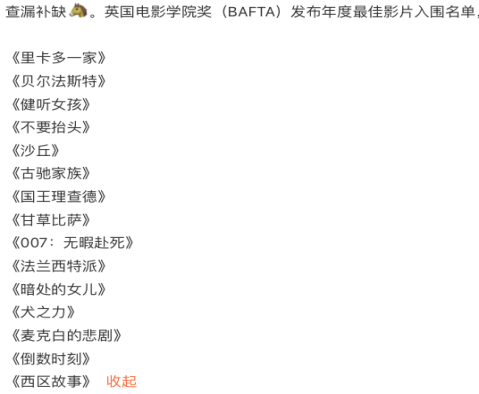 查漏补缺🐴。英国电影学院奖（BAFTA）发布年度最佳影片入围名单，
《里卡多一家》
《贝尔法斯特》
《健听女孩》
《不要抬头》
《沙丘》
《古驰家族》
《国王理查德》
《甘草比萨》
《007：无暇赴死》
《法兰西特派》
《暗处的女儿》
《犬之力》
《麦克白的悲剧》
《倒数时刻》
《西区故事》 收起